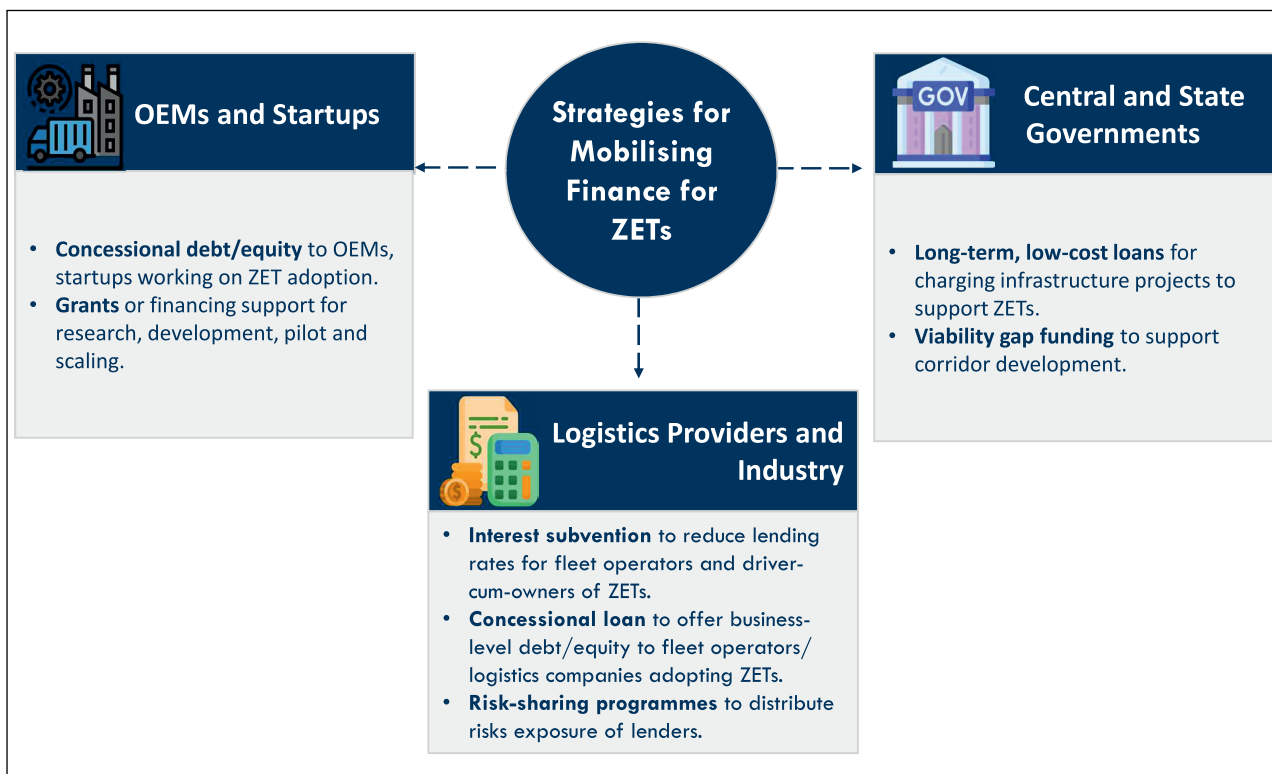 Strategies for
Mobilising
Finance for
ZETs
OEMs and Startups
• Concessional debt/equity to OEMs,
startups working on ZET adoption.
• Grants or financing support for
research, development, pilot and
scaling.
GOV
Central and State
Governments
• Long-term, low-cost loans for
charging infrastructure projects to
support ZETs.
• Viability gap funding to support
corridor development.
$
$
Logistics Providers and
Industry
• Interest subvention to reduce lending
rates for fleet operators and driver-
cum-owners of ZETs.
• Concessional loan to offer business-
level debt/equity to fleet operators/
logistics companies adopting ZETs.
• Risk-sharing programmes to distribute
risks exposure of lenders.